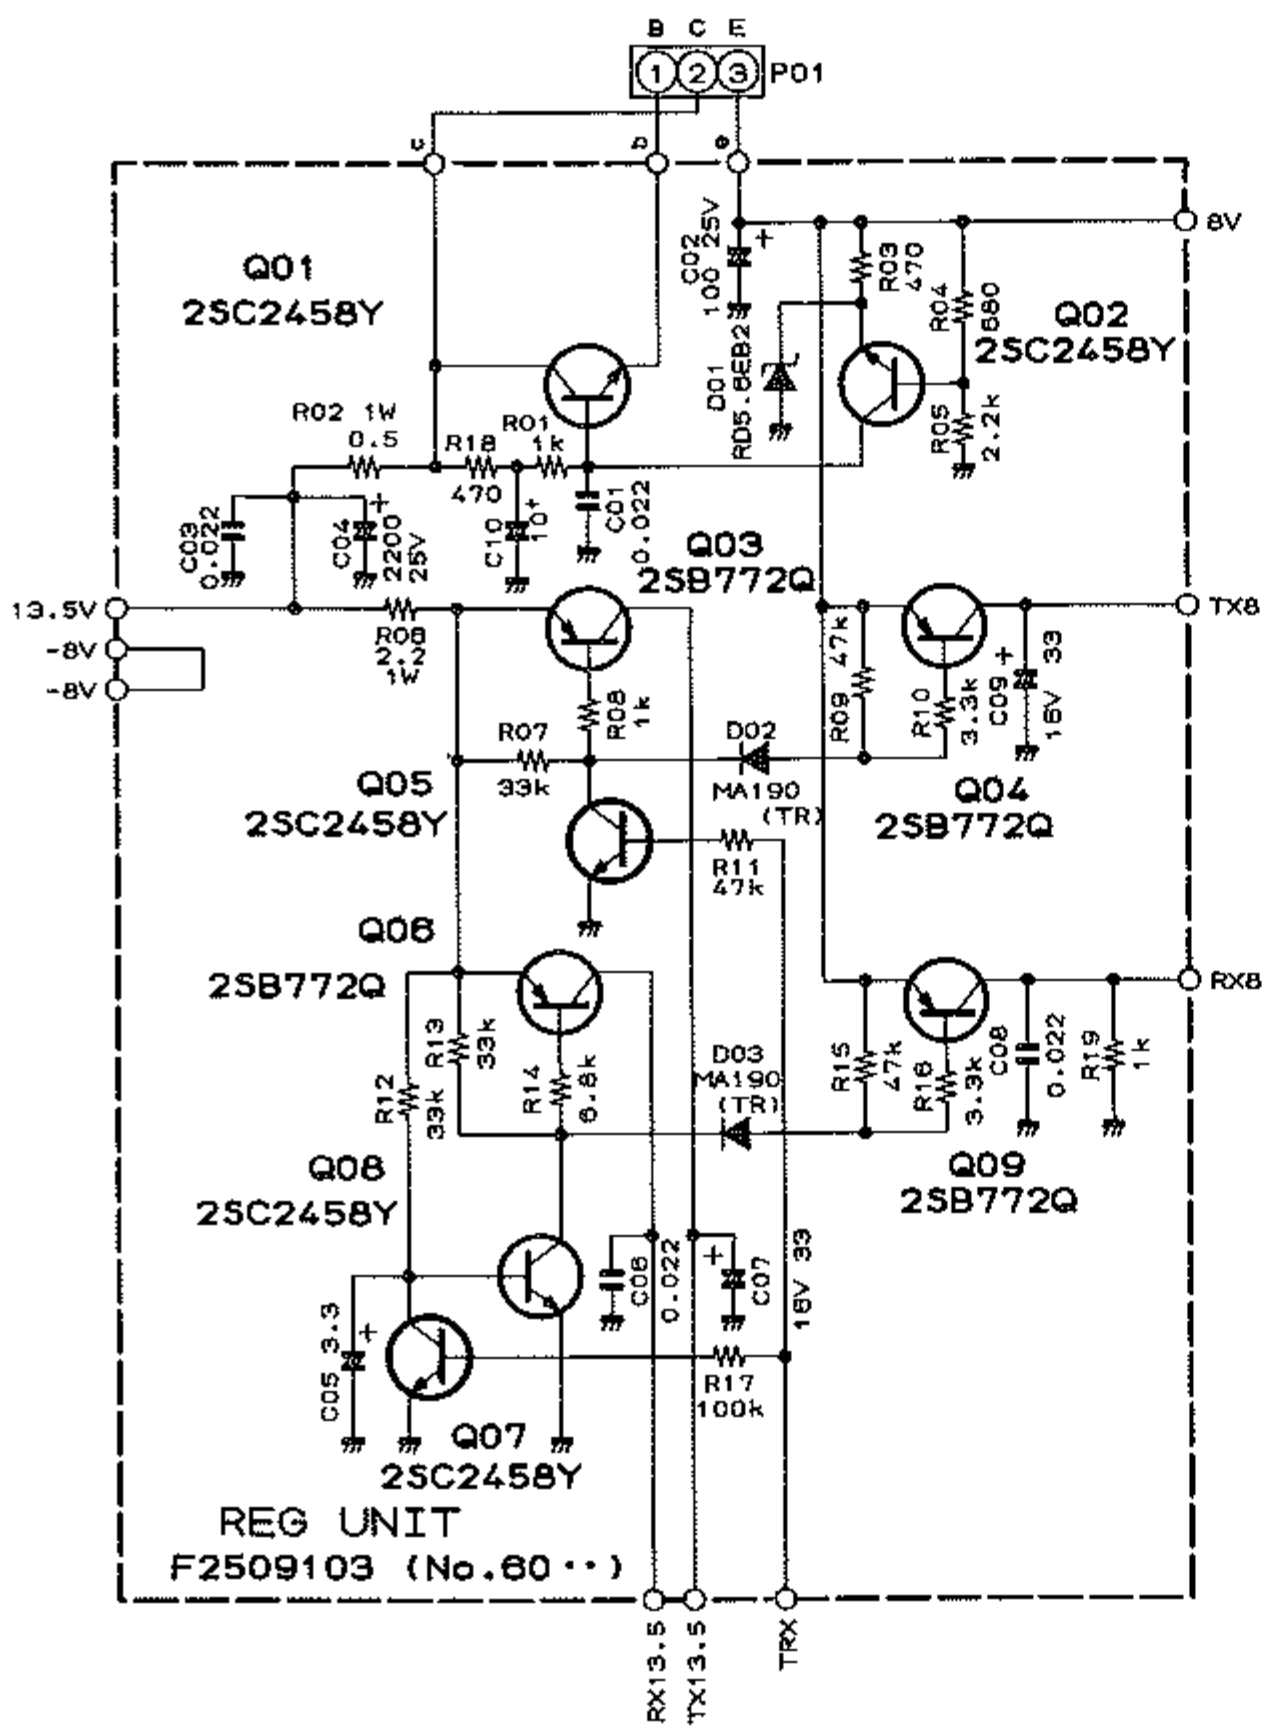 B C E
1 2 3 P01
c b e
8V
C02
100 25V
R03
470
R04
680
Q01
2SC2458Y
Q02
2SC2458Y
D01
RD5.6EB2
R05
2.2k
R02 1W
0.5
R18
470
R01
1k
C03
0.022
C04
2200
25V
C10
10
C01
0.022
Q03
2SB772Q
13.5V
-8V
-8V
R08
2.2
1W
R08
1k
R07
33k
D02
MA190
(TR)
R09 47k
R10
3.3k
C09
16V 33
TX8
Q04
2SB772Q
Q05
2SC2458Y
R11
47k
Q06
2SB772Q
R12
33k
R13
33k
R14
6.8k
D03
MA190
(TR)
R15
47k
R16
3.3k
C08
0.022
R19
1k
RX8
Q09
2SB772Q
Q08
2SC2458Y
C06
0.022
C07
16V 33
C05 3.3
R17
100k
Q07
2SC2458Y
REG UNIT
F2509103 (No.60··)
RX13.5
TX13.5
TRX